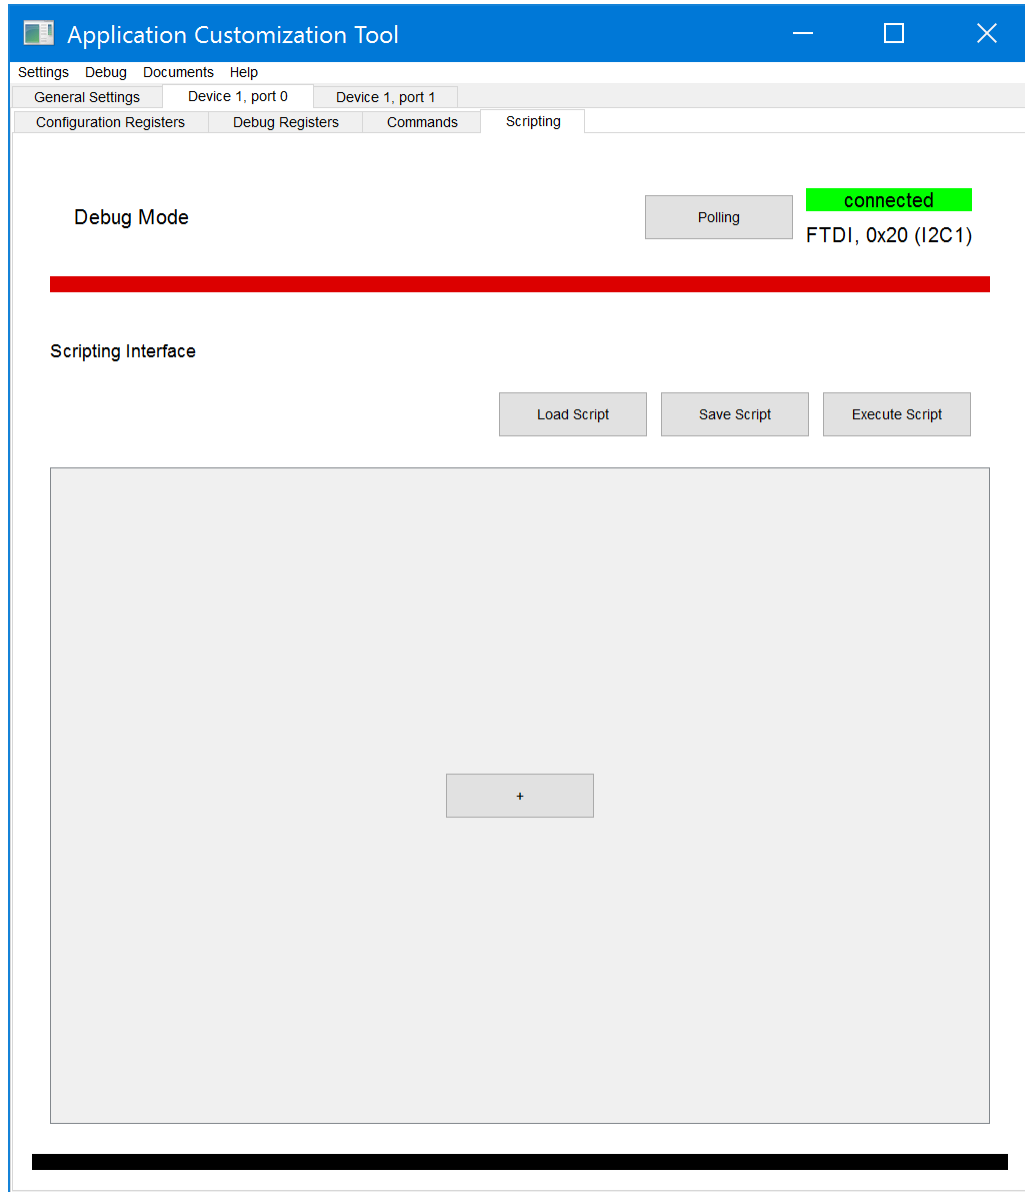 Application Customization Tool
Settings Debug Documents Help
General Settings Device 1, port 0 Device 1, port 1
Configuration Registers Debug Registers Commands Scripting
Debug Mode
Polling
connected
FTDI, 0x20 (I2C1)
Scripting Interface
Load Script Save Script Execute Script
+